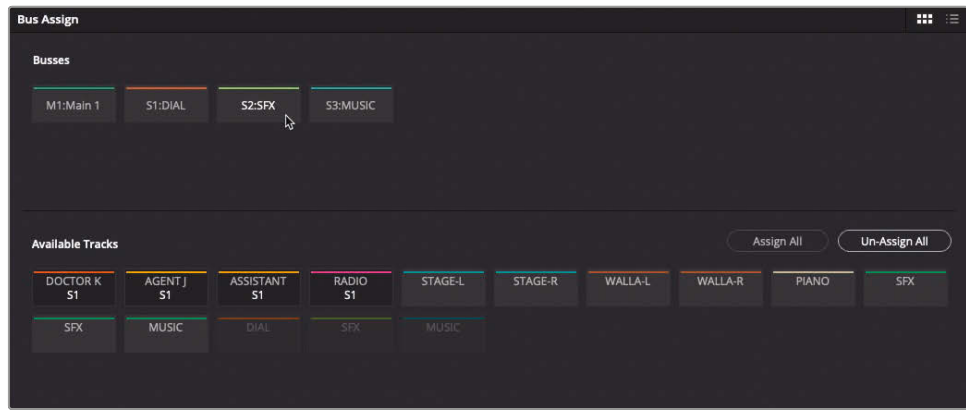 Bus Assign
Busses
M1:Main 1 S1:DIAL S2:SFX S3:MUSIC
Available Tracks Assign All Un-Assign All
DOCTOR K AGENT J ASSISTANT RADIO STAGE-L STAGE-R WALLA-L WALLA-R PIANO SFX
S1 S1 S1 S1
SFX MUSIC DIAL SFX MUSIC